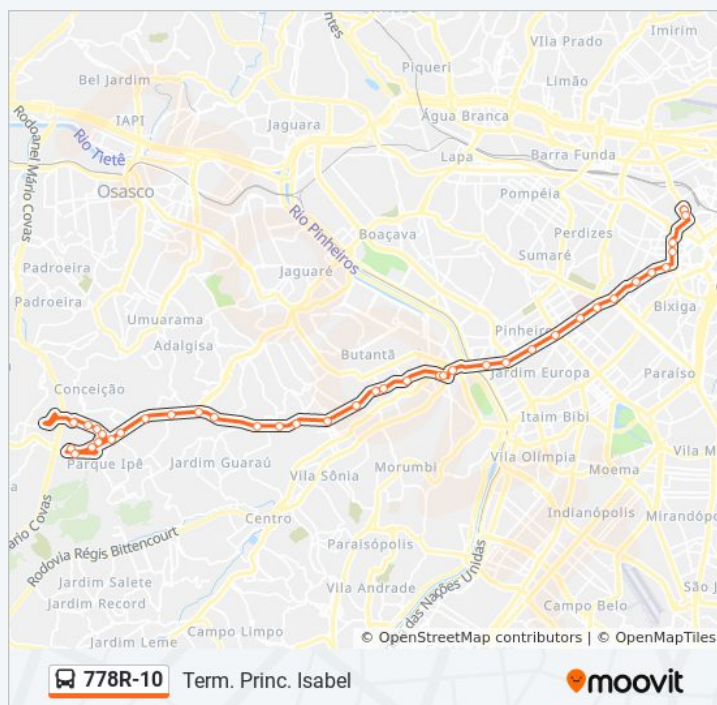 Imirim
Vila Prado
Piqueri
Limão
Bel Jardim
Água Branca
IAPI
Jaguara
Rodoanel Mário Covas
Rio Tietê
Lapa
Barra Funda
Osasco
Pompéia
Rio Pinheiros
Boaçava
Perdizes
Sumaré
Padroeira
Jaguaré
Bixiga
Padroeira
Umuarama
Adalgisa
Pinheiros
Butantã
Jardim Europa
Paraíso
Conceição
Itaim Bibi
Parque Ipê
Jardim Guaraú
Vila Sônia
Morumbi
Vila Olímpia
Moema
Centro
Indianópolis
Mirandóp
Rodovia Régis Bittencourt
Paraisópolis
das Nações Unidas
Jardim Salete
Jardim Record
Vila Andrade
Campo Belo
São Ju
Campo Limpo
Jardim Leme
© OpenStreetMap contributors | © OpenMapTiles
778R-10 Term. Princ. Isabel moovit